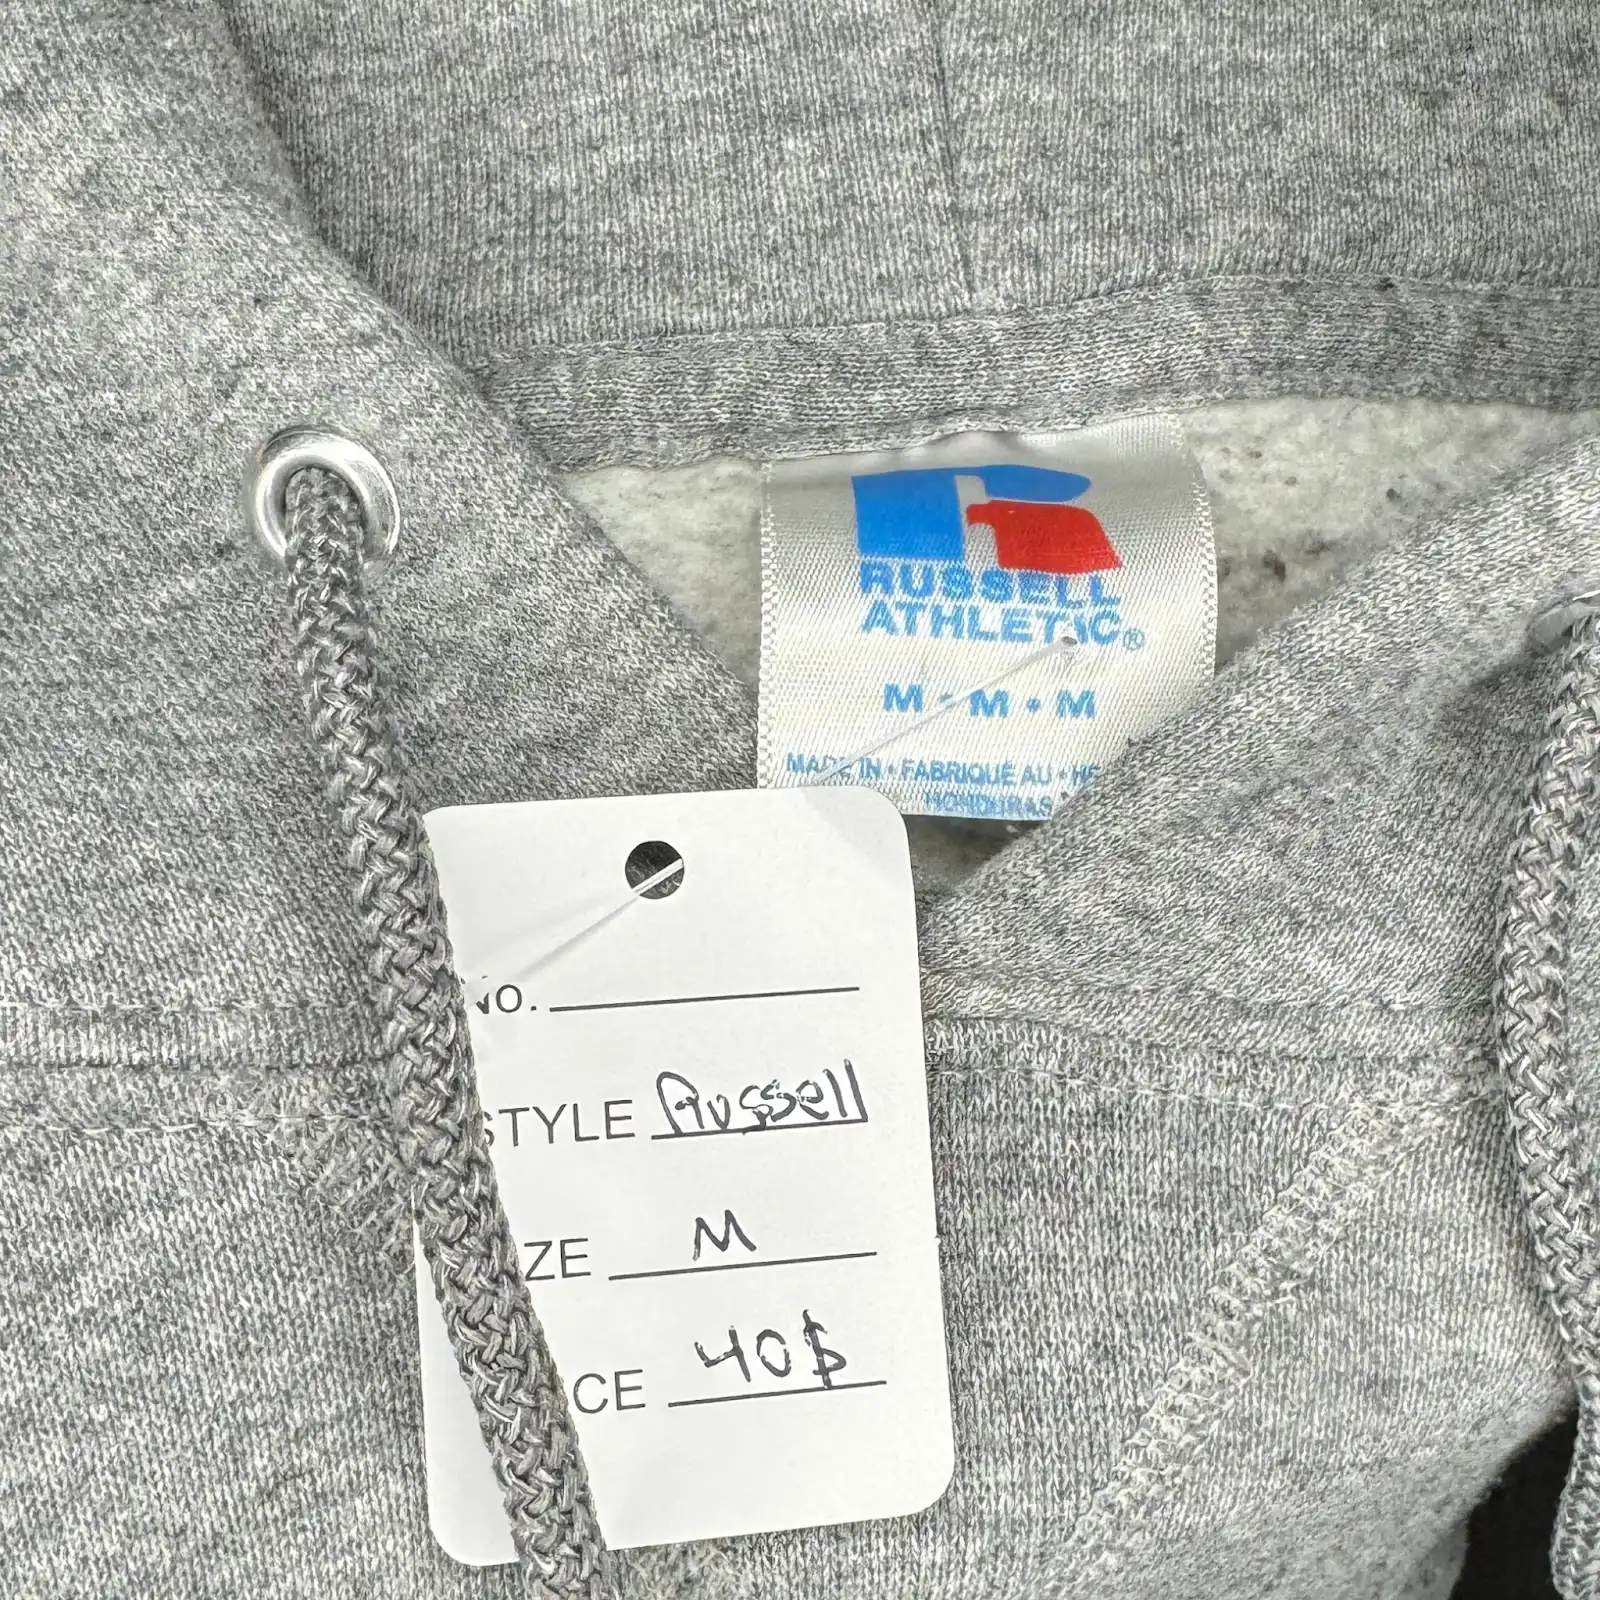 RUSSELL
ATHLETIC®
M • M • M
MADE IN • FABRIQUÉ AU • HE
HONDURAS
No.
STYLE Russell
ZE M
CE 40$